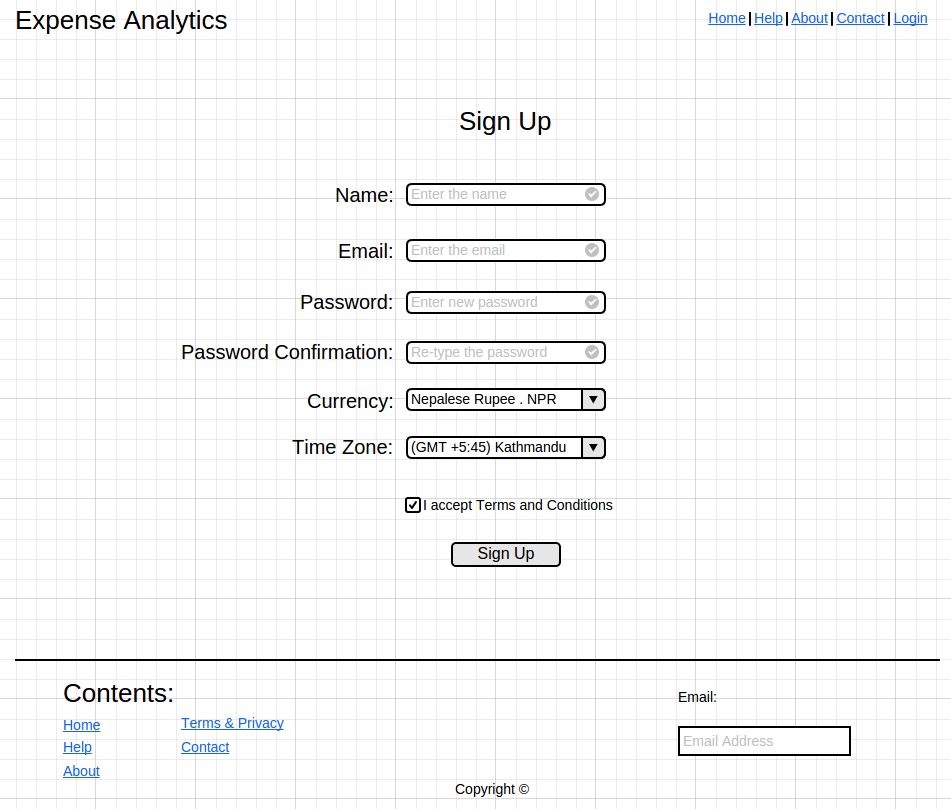 Expense Analytics
Home | Help | About | Contact | Login
Sign Up
Name: Enter the name
Email: Enter the email
Password: Enter new password
Password Confirmation: Re-type the password
Currency: Nepalese Rupee . NPR
Time Zone: (GMT +5:45) Kathmandu
I accept Terms and Conditions
Sign Up
Contents:
Home
Help
About
Terms & Privacy
Contact
Email:
Email Address
Copyright ©